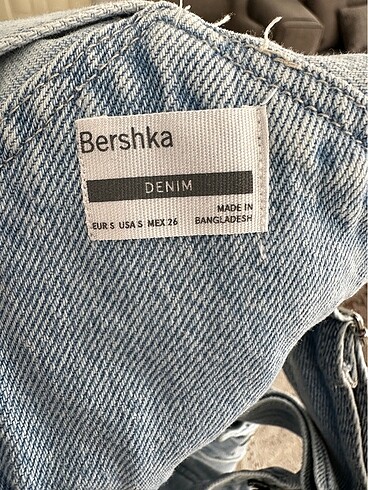 Bershka
DENIM
MADE IN
EUR S USA S MEX 26 BANGLADESH